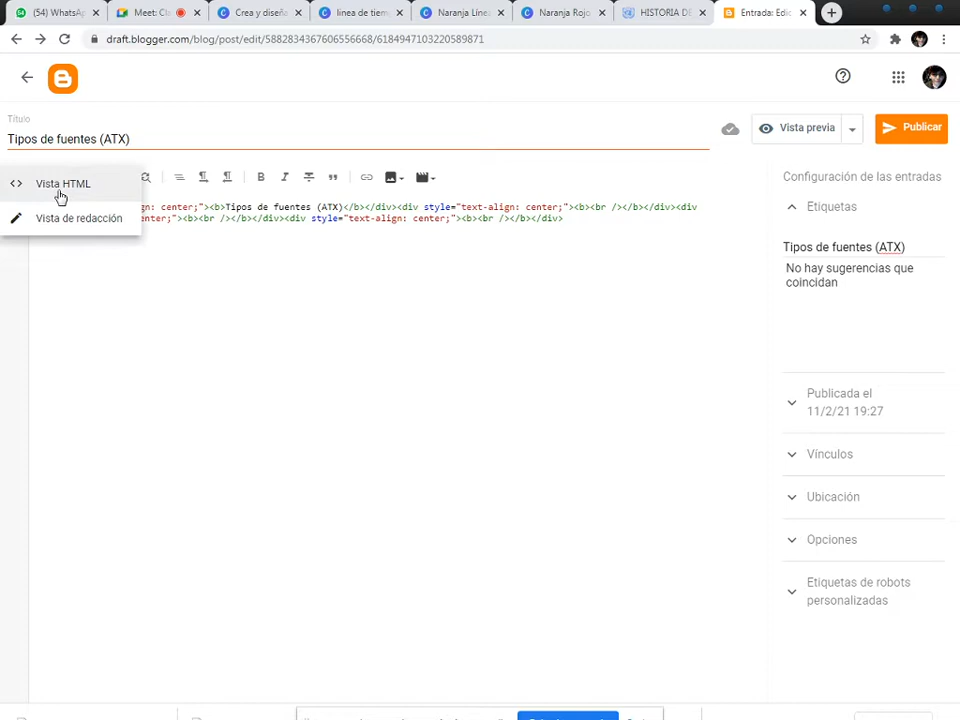 (54) WhatsA
Meet: Cl
Crea y diseña
linea de tiem
Naranja Línea
Naranja Rojo
HISTORIA DE
Entrada: Edi
draft.blogger.com/blog/post/edit/5882834367606556668/6184947103220589871
Título
Tipos de fuentes (ATX)
Vista previa
Publicar
Vista HTML
Vista de redacción
ign: center;"><b>Tipos de fuentes (ATX)</b></div><div style="text-align: center;"><b><br /></b></div><div
enter;"><b><br /></b></div><div style="text-align: center;"><b><br /></b></div>
Configuración de las entradas
Etiquetas
Tipos de fuentes (ATX)
No hay sugerencias que
coincidan
Publicada el
11/2/21 19:27
Vínculos
Ubicación
Opciones
Etiquetas de robots
personalizadas